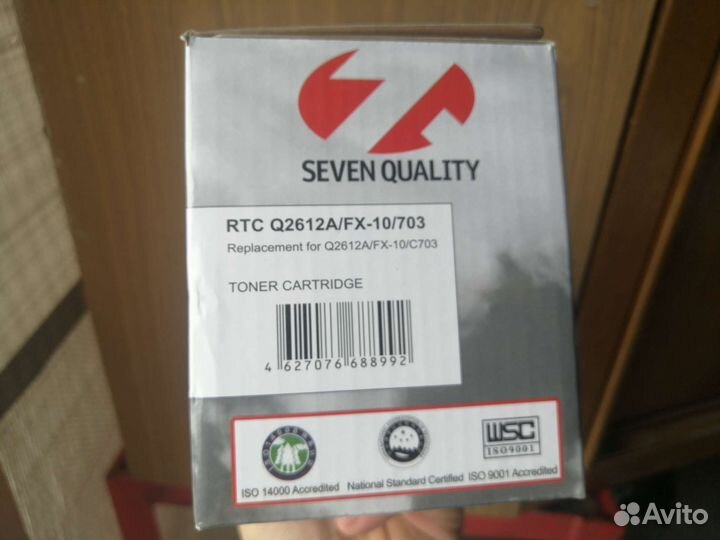 SEVEN QUALITY
RTC Q2612A/FX-10/703
Replacement for Q2612A/FX-10/C703
TONER CARTRIDGE
4 627076 688992
WSC
ISO9001
ISO 14000 Accredited
National Standard Certified
ISO 9001 Accredited
Avito